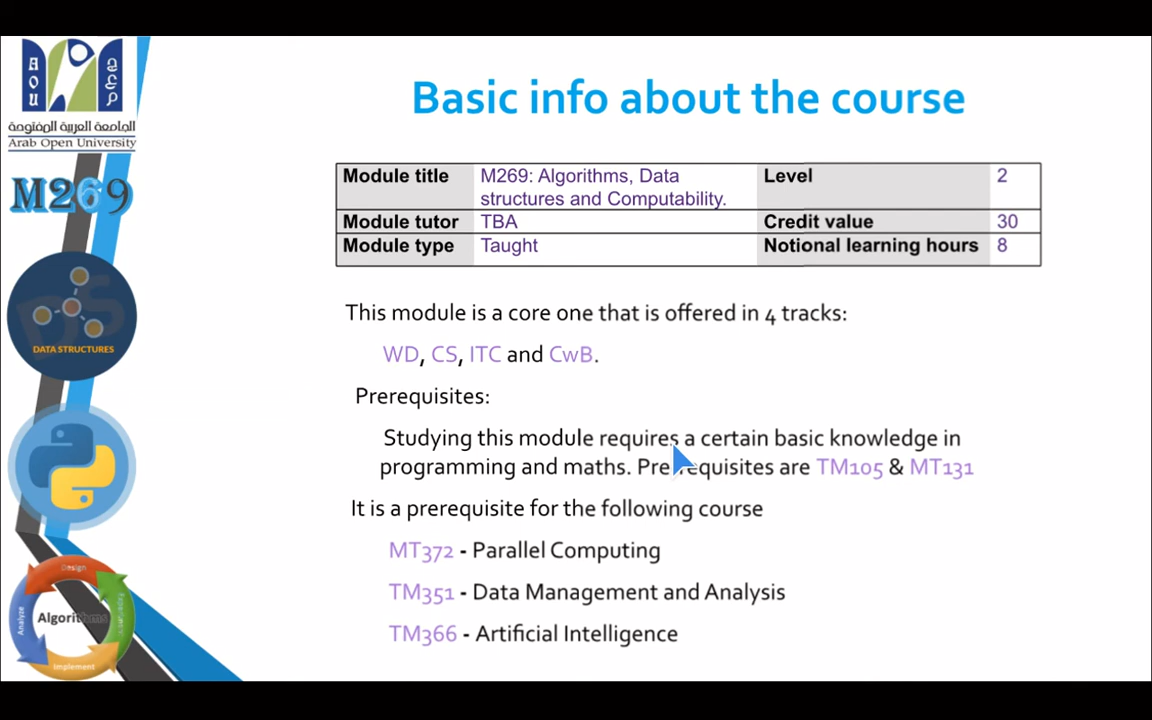 AOU
الجامعة العربية المفتوحة
Arab Open University
M269
DATA STRUCTURES
Design
Analyze
Algorithms
Implement
Basic info about the course
Module title M269: Algorithms, Data structures and Computability. Level 2
Module tutor TBA Credit value 30
Module type Taught Notional learning hours 8
This module is a core one that is offered in 4 tracks:
WD, CS, ITC and CwB.
Prerequisites:
Studying this module requires a certain basic knowledge in
programming and maths. Prerequisites are TM105 & MT131
It is a prerequisite for the following course
MT372 - Parallel Computing
TM351 - Data Management and Analysis
TM366 - Artificial Intelligence